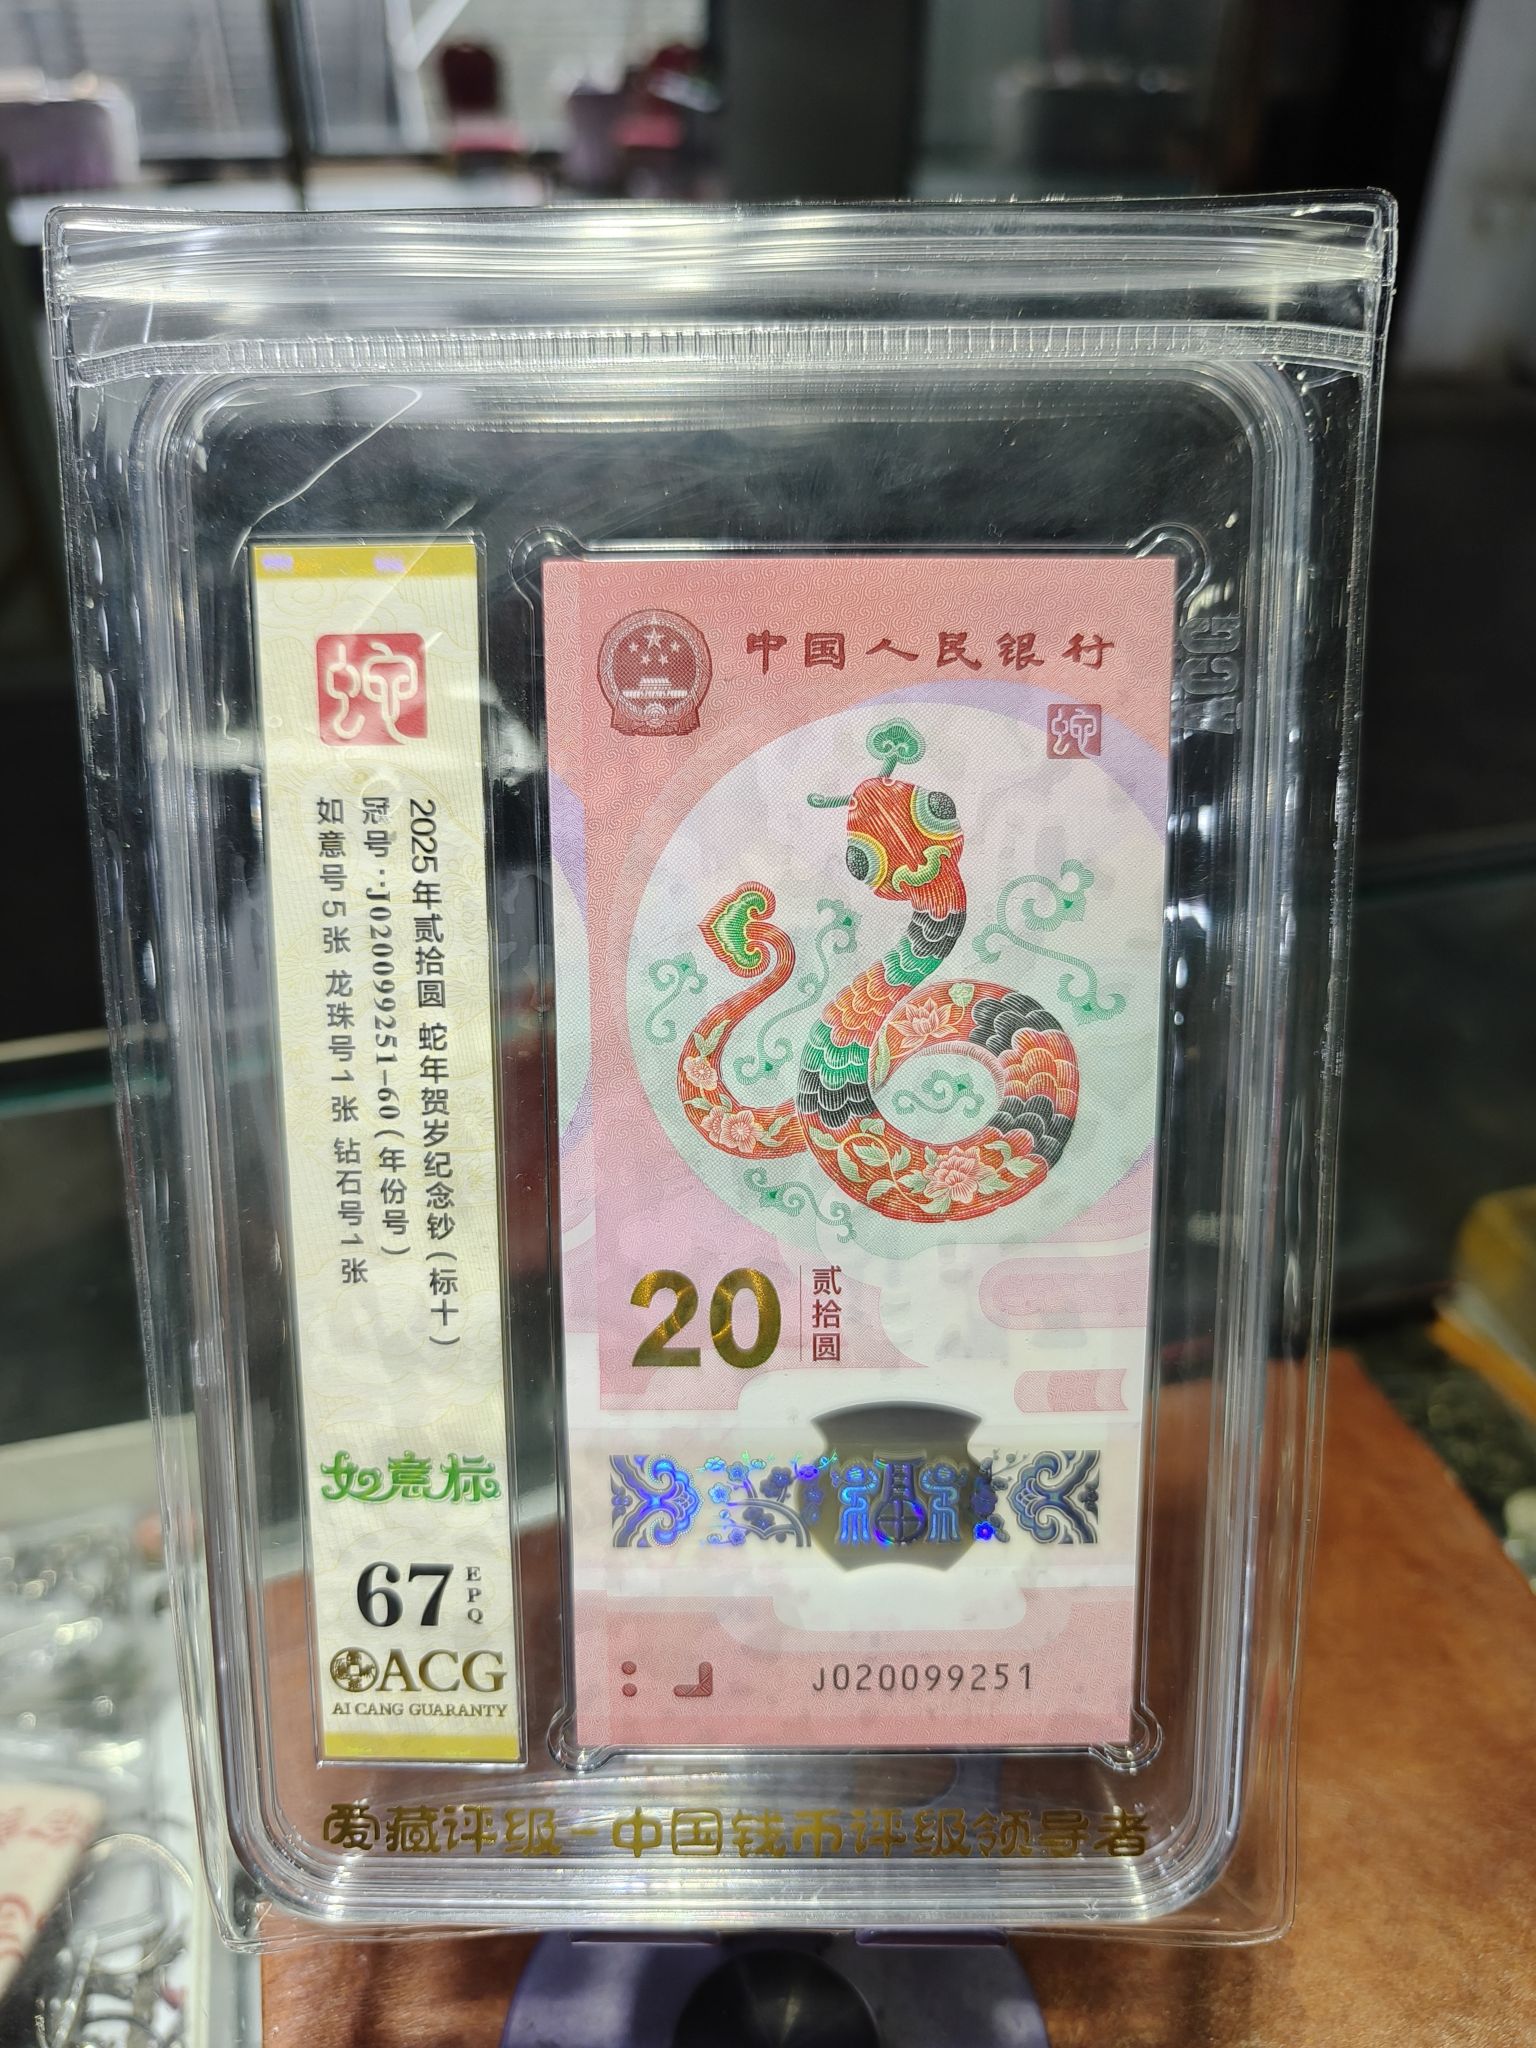 蛇
2025年贰拾圆 蛇年贺岁纪念钞(标十)
冠号:J020099251-60(年份号)
如意号5张 龙珠号1张 钻石号1张
如意标
67
EPQ
ACG
AI CANG GUARANTY
中国人民银行
蛇
20
贰拾圆
福
J020099251
ACG
爱藏评级-中国钱币评级领导者